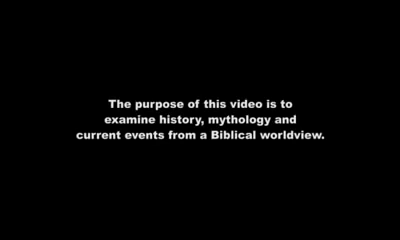 The purpose of this video is to
examine history, mythology and
current events from a Biblical worldview.